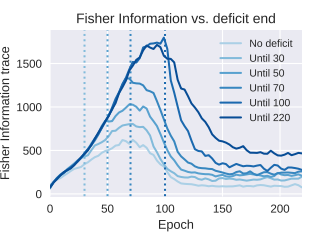 Fisher Information vs. deficit end
Fisher Information trace
1500
1000
500
0
No deficit
Until 30
Until 50
Until 70
Until 100
Until 220
0 50 100 150 200
Epoch